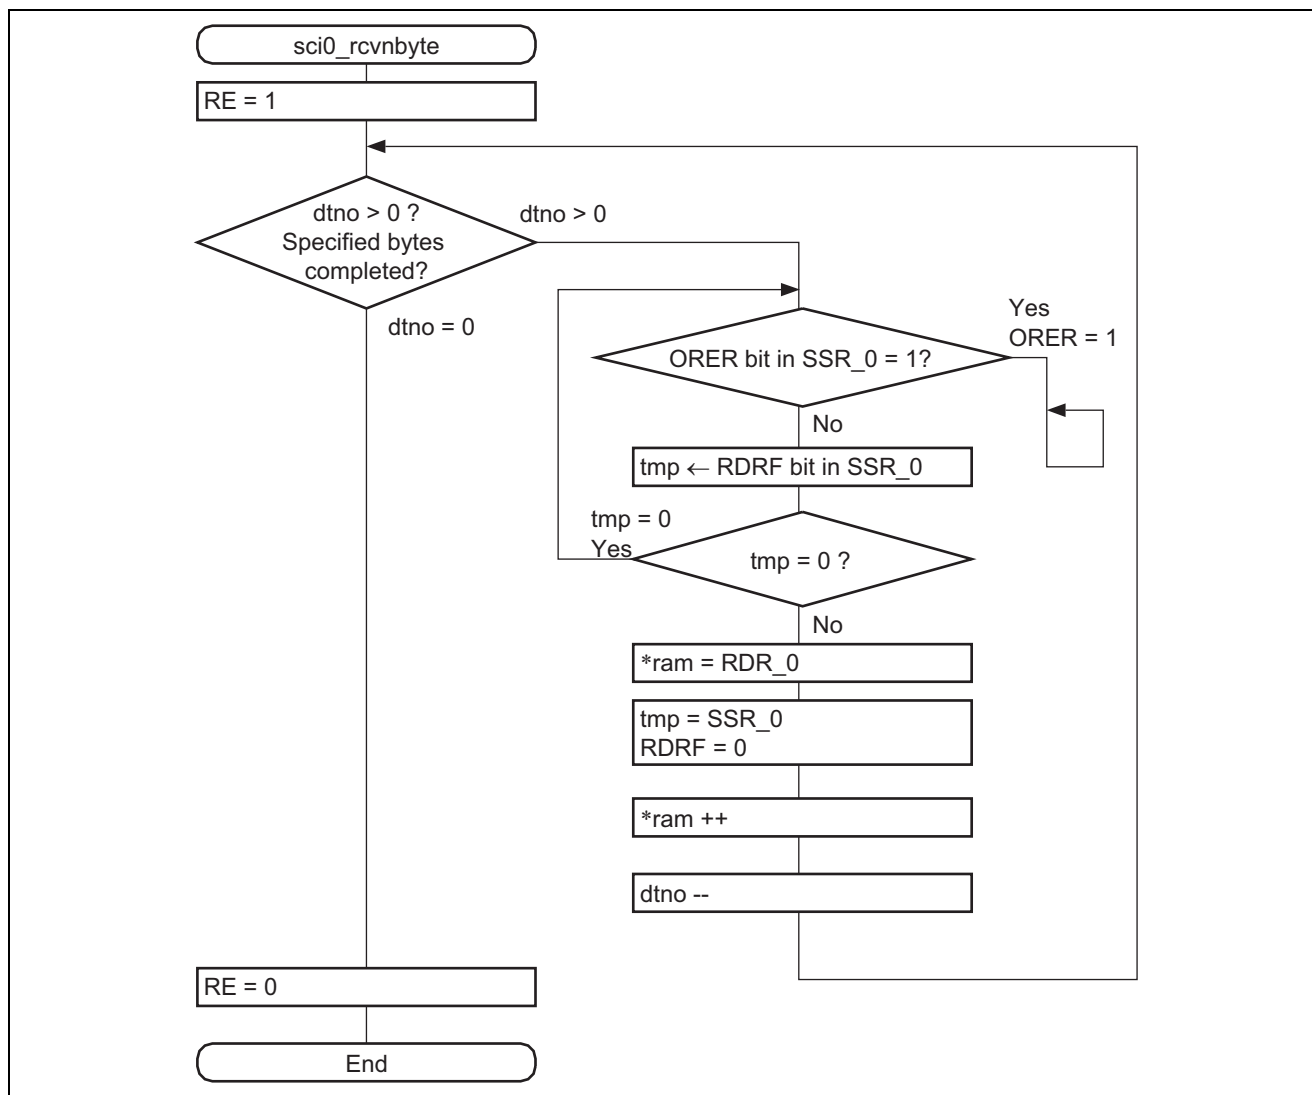 sci0_rcvnbyte
RE = 1
dtno > 0 ?
Specified bytes
completed?
dtno > 0
dtno = 0
ORER bit in SSR_0 = 1?
Yes
ORER = 1
No
tmp ← RDRF bit in SSR_0
tmp = 0
Yes
tmp = 0 ?
No
*ram = RDR_0
tmp = SSR_0
RDRF = 0
*ram ++
dtno --
RE = 0
End